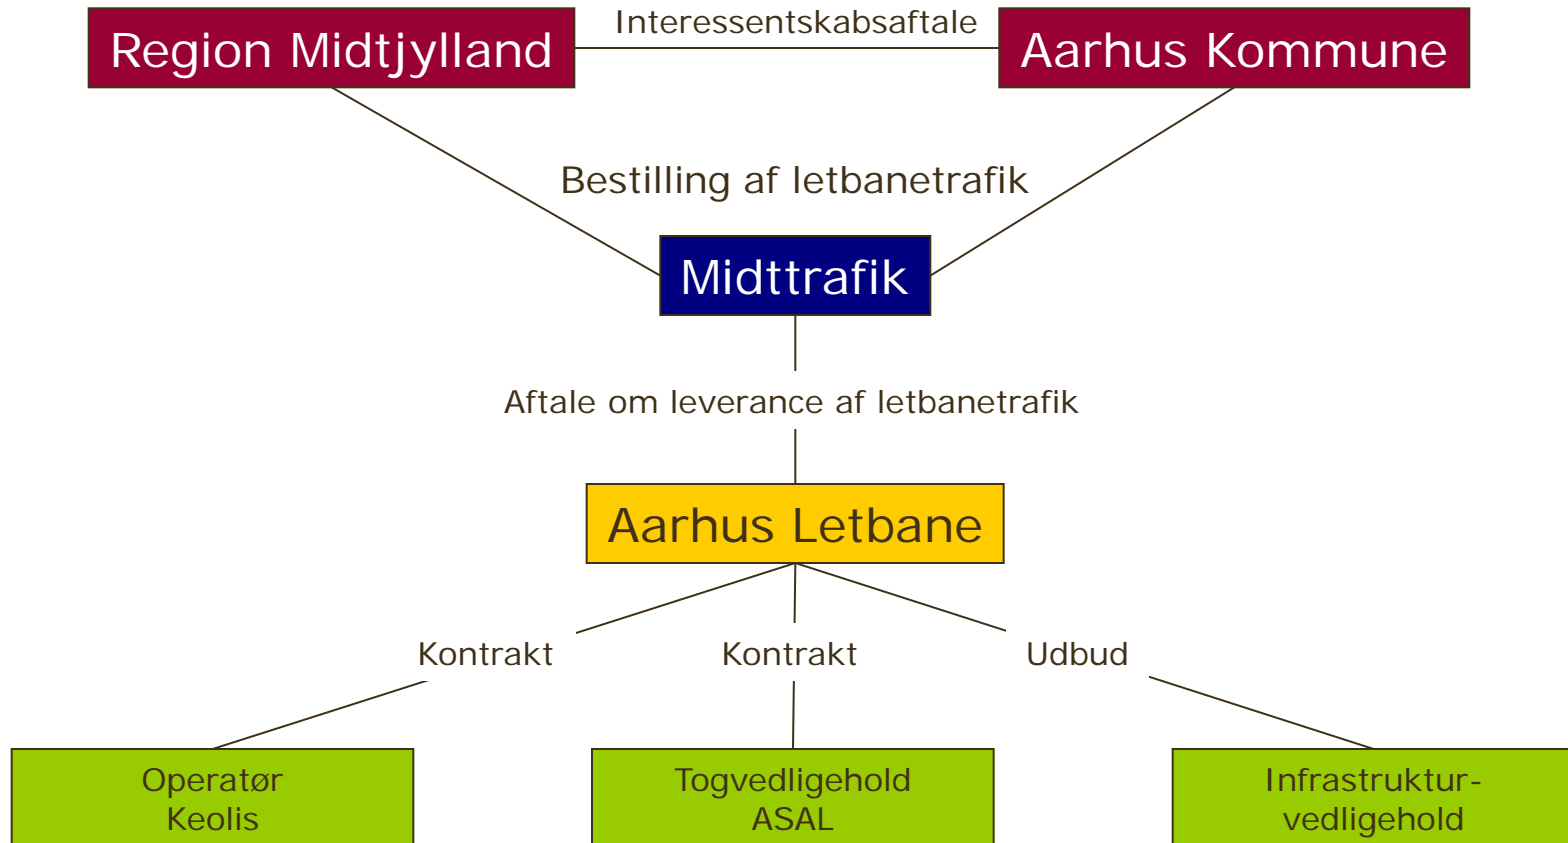 Interessentskabsaftale
Region Midtjylland
Aarhus Kommune
Bestilling af letbanetrafik
Midttrafik
Aftale om leverance af letbanetrafik
Aarhus Letbane
Kontrakt
Kontrakt
Udbud
Operatør
Keolis
Togvedligehold
ASAL
Infrastruktur-
vedligehold